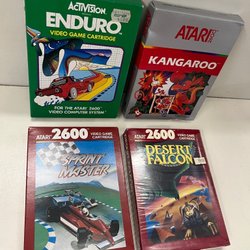 ACTIVISION
ENDURO
VIDEO GAME CARTRIDGE
FOR THE ATARI 2600
VIDEO COMPUTER SYSTEM
ATARI
KANGAROO
ATARI 2600 VIDEO GAME CARTRIDGE
SPRINT
MASTER
ATARI 2600 VIDEO GAME CARTRIDGE
DESERT
FALCON